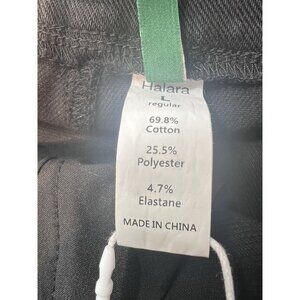 Halara
L
regular
69.8%
Cotton
25.5%
Polyester
4.7%
Elastane
MADE IN CHINA